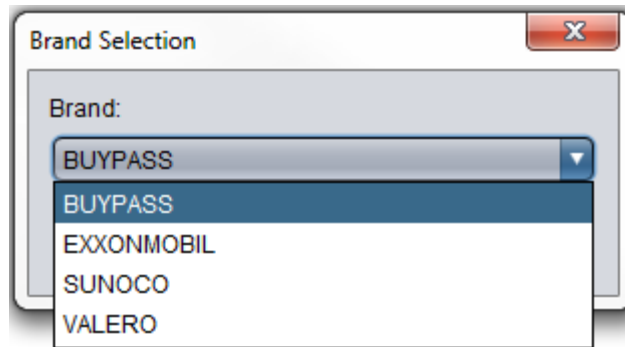 Brand Selection
Brand:
BUYPASS
BUYPASS
EXXONMOBIL
SUNOCO
VALERO